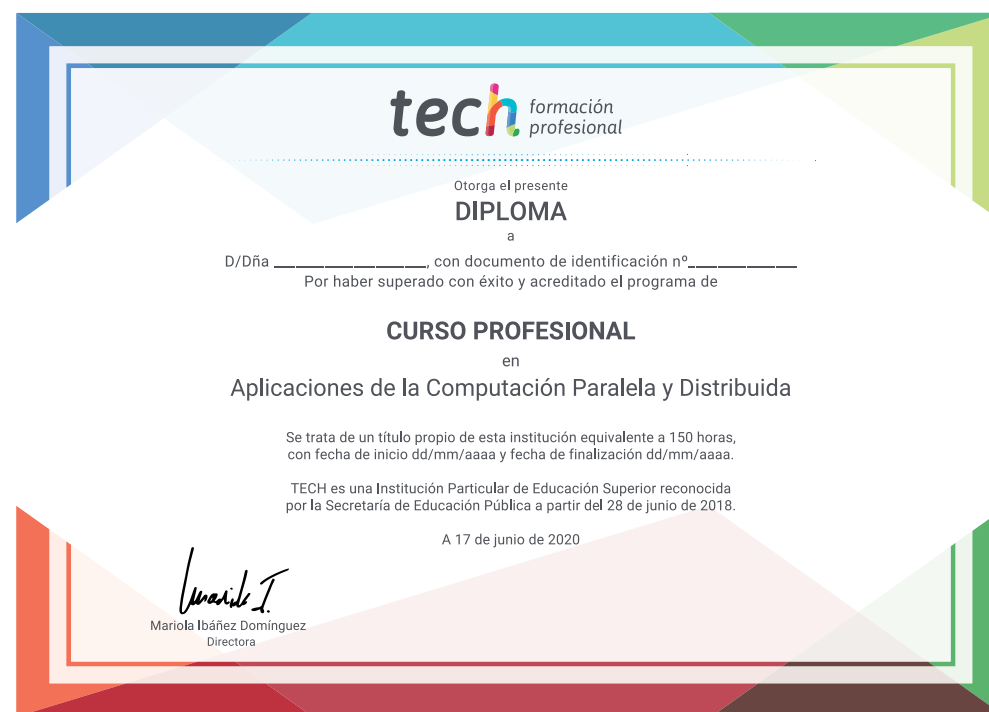 tech formación
profesional
Otorga el presente
DIPLOMA
a
D/Dña ____________________, con documento de identificación nº______________
Por haber superado con éxito y acreditado el programa de
CURSO PROFESIONAL
en
Aplicaciones de la Computación Paralela y Distribuida
Se trata de un título propio de esta institución equivalente a 150 horas,
con fecha de inicio dd/mm/aaaa y fecha de finalización dd/mm/aaaa.
TECH es una Institución Particular de Educación Superior reconocida
por la Secretaría de Educación Pública a partir del 28 de junio de 2018.
A 17 de junio de 2020
Mariola Ibáñez Domínguez
Directora